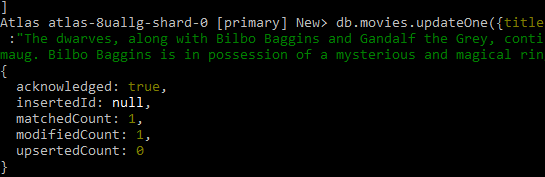 ]
Atlas atlas-8uallg-shard-0 [primary] New> db.movies.updateOne({title
:"The dwarves, along with Bilbo Baggins and Gandalf the Grey, conti
maug. Bilbo Baggins is in possession of a mysterious and magical rin
{
acknowledged: true,
insertedId: null,
matchedCount: 1,
modifiedCount: 1,
upsertedCount: 0
}